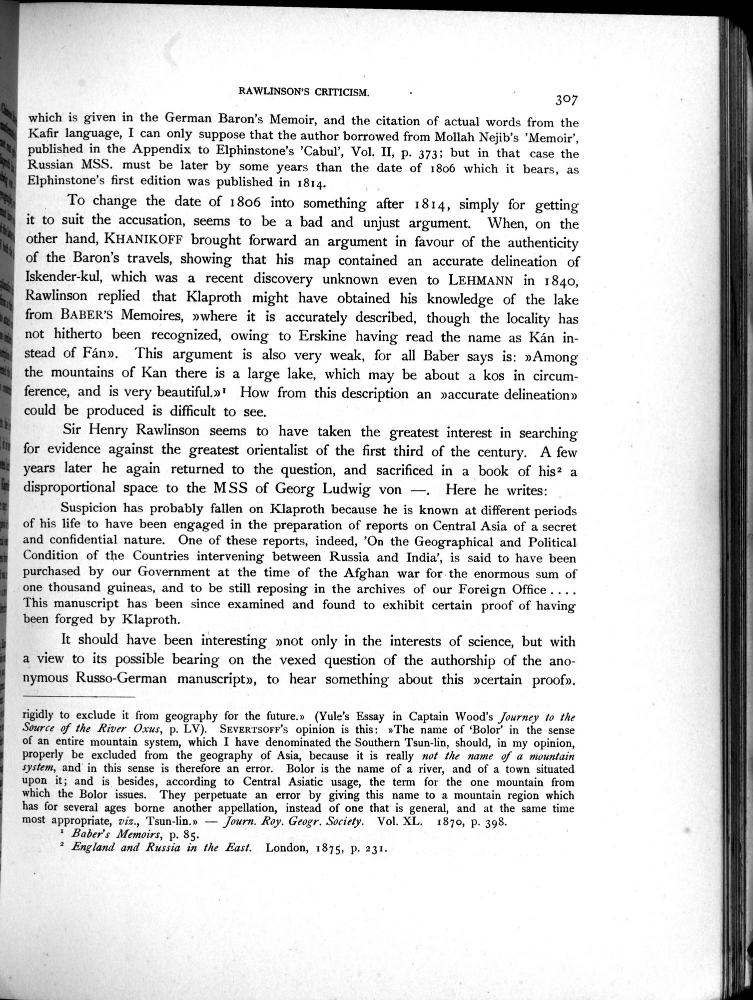 RAWLINSON'S CRITICISM.
307
which is given in the German Baron's Memoir, and the citation of actual words from the
Kafir language, I can only suppose that the author borrowed from Mollah Nejib's 'Memoir',
published in the Appendix to Elphinstone's 'Cabul', Vol. II, p. 373; but in that case the
Russian MSS. must be later by some years than the date of 1806 which it bears, as
Elphinstone's first edition was published in 1814.
To change the date of 1806 into something after 1814, simply for getting
it to suit the accusation, seems to be a bad and unjust argument. When, on the
other hand, KHANIKOFF brought forward an argument in favour of the authenticity
of the Baron's travels, showing that his map contained an accurate delineation of
Iskender-kul, which was a recent discovery unknown even to LEHMANN in 1840,
Rawlinson replied that Klaproth might have obtained his knowledge of the lake
from BABER'S Memoires, »where it is accurately described, though the locality has
not hitherto been recognized, owing to Erskine having read the name as Kán in-
stead of Fán». This argument is also very weak, for all Baber says is: »Among
the mountains of Kan there is a large lake, which may be about a kos in circum-
ference, and is very beautiful.»¹ How from this description an »accurate delineation»
could be produced is difficult to see.
Sir Henry Rawlinson seems to have taken the greatest interest in searching
for evidence against the greatest orientalist of the first third of the century. A few
years later he again returned to the question, and sacrificed in a book of his² a
disproportional space to the MSS of Georg Ludwig von —. Here he writes:
Suspicion has probably fallen on Klaproth because he is known at different periods
of his life to have been engaged in the preparation of reports on Central Asia of a secret
and confidential nature. One of these reports, indeed, 'On the Geographical and Political
Condition of the Countries intervening between Russia and India', is said to have been
purchased by our Government at the time of the Afghan war for the enormous sum of
one thousand guineas, and to be still reposing in the archives of our Foreign Office . . . .
This manuscript has been since examined and found to exhibit certain proof of having
been forged by Klaproth.
It should have been interesting »not only in the interests of science, but with
a view to its possible bearing on the vexed question of the authorship of the ano-
nymous Russo-German manuscript», to hear something about this »certain proof».
rigidly to exclude it from geography for the future.» (Yule's Essay in Captain Wood's Journey to the
Source of the River Oxus, p. LV). SEVERTSOFF's opinion is this: »The name of 'Bolor' in the sense
of an entire mountain system, which I have denominated the Southern Tsun-lin, should, in my opinion,
properly be excluded from the geography of Asia, because it is really not the name of a mountain
system, and in this sense is therefore an error. Bolor is the name of a river, and of a town situated
upon it; and is besides, according to Central Asiatic usage, the term for the one mountain from
which the Bolor issues. They perpetuate an error by giving this name to a mountain region which
has for several ages borne another appellation, instead of one that is general, and at the same time
most appropriate, viz., Tsun-lin.» — Journ. Roy. Geogr. Society. Vol. XL. 1870, p. 398.
¹ Baber's Memoirs, p. 85.
² England and Russia in the East. London, 1875, p. 231.